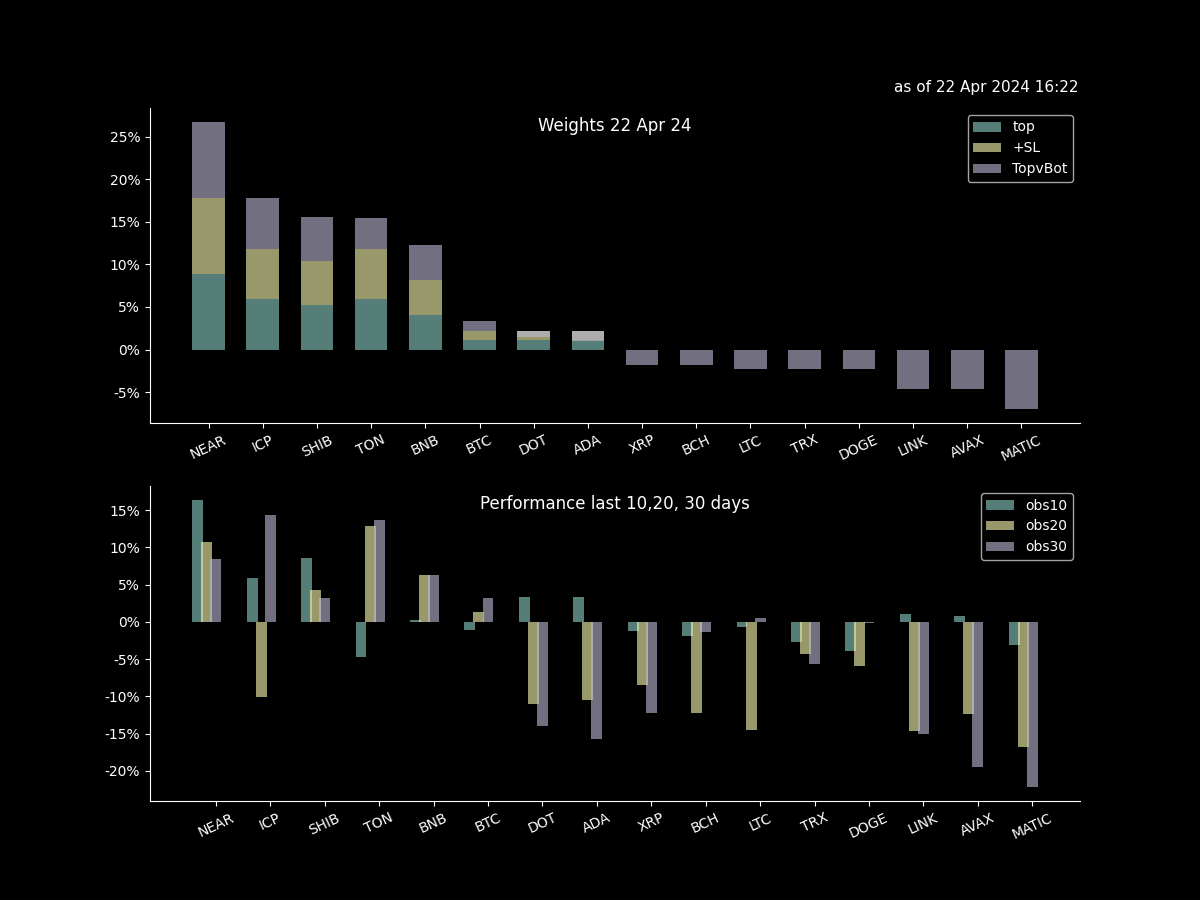 as of 22 Apr 2024 16:22
Weights 22 Apr 24
top
+SL
TopvBot
25%
20%
15%
10%
5%
0%
-5%
NEAR ICP SHIB TON BNB BTC DOT ADA XRP BCH LTC TRX DOGE LINK AVAX MATIC
Performance last 10,20, 30 days
obs10
obs20
obs30
15%
10%
5%
0%
-5%
-10%
-15%
-20%
NEAR ICP SHIB TON BNB BTC DOT ADA XRP BCH LTC TRX DOGE LINK AVAX MATIC